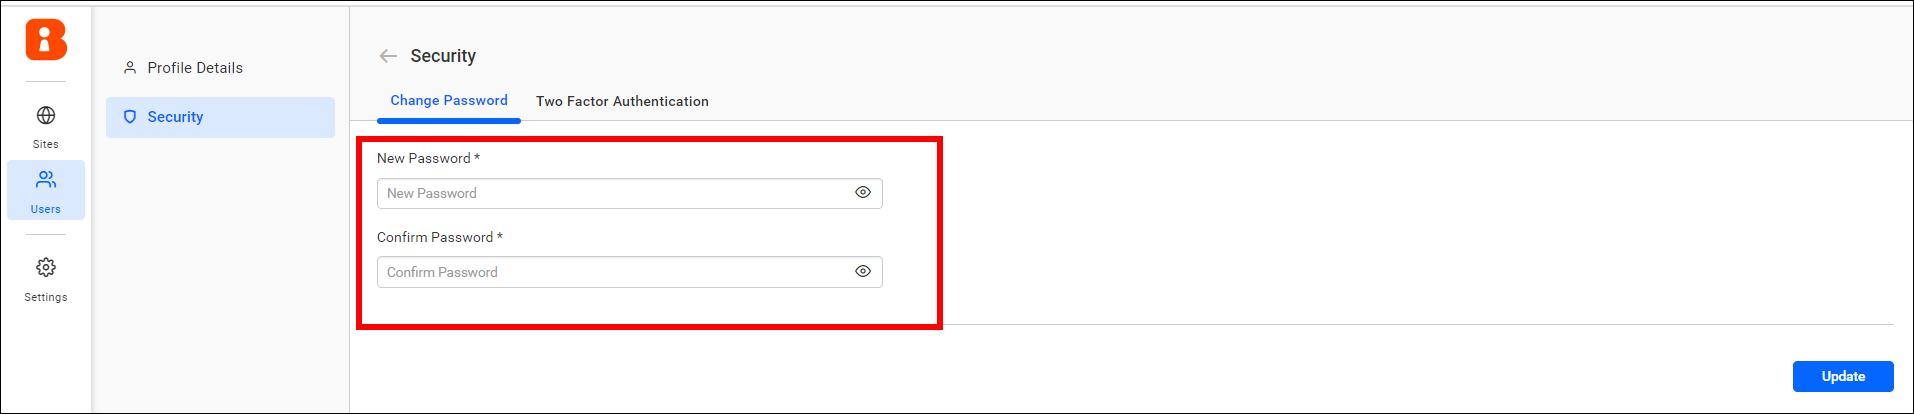 Sites
Users
Settings
Profile Details
Security
Security
Change Password
Two Factor Authentication
New Password *
New Password
Confirm Password *
Confirm Password
Update